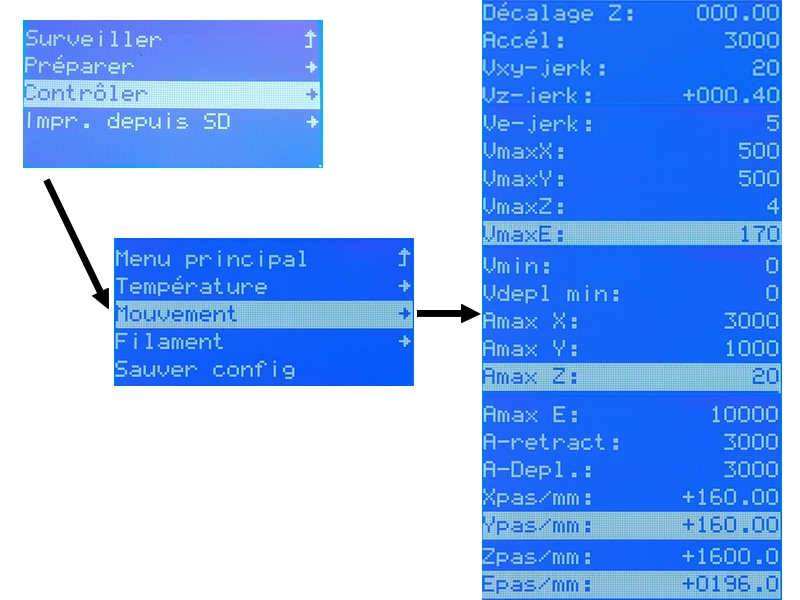 Surveiller
Préparer
Contrôler
Impr. depuis SD
Menu principal
Température
Mouvement
Filament
Sauver config
Décalage Z: 000.00
Accél: 3000
Vxy-jerk: 20
Vz-jerk: +000.40
Ve-jerk: 5
VmaxX: 500
VmaxY: 500
VmaxZ: 4
VmaxE: 170
Vmin: 0
Vdepl min: 0
Amax X: 3000
Amax Y: 1000
Amax Z: 20
Amax E: 10000
A-retract: 3000
A-Depl.: 3000
Xpas/mm: +160.00
Ypas/mm: +160.00
Zpas/mm: +1600.0
Epas/mm: +0196.0